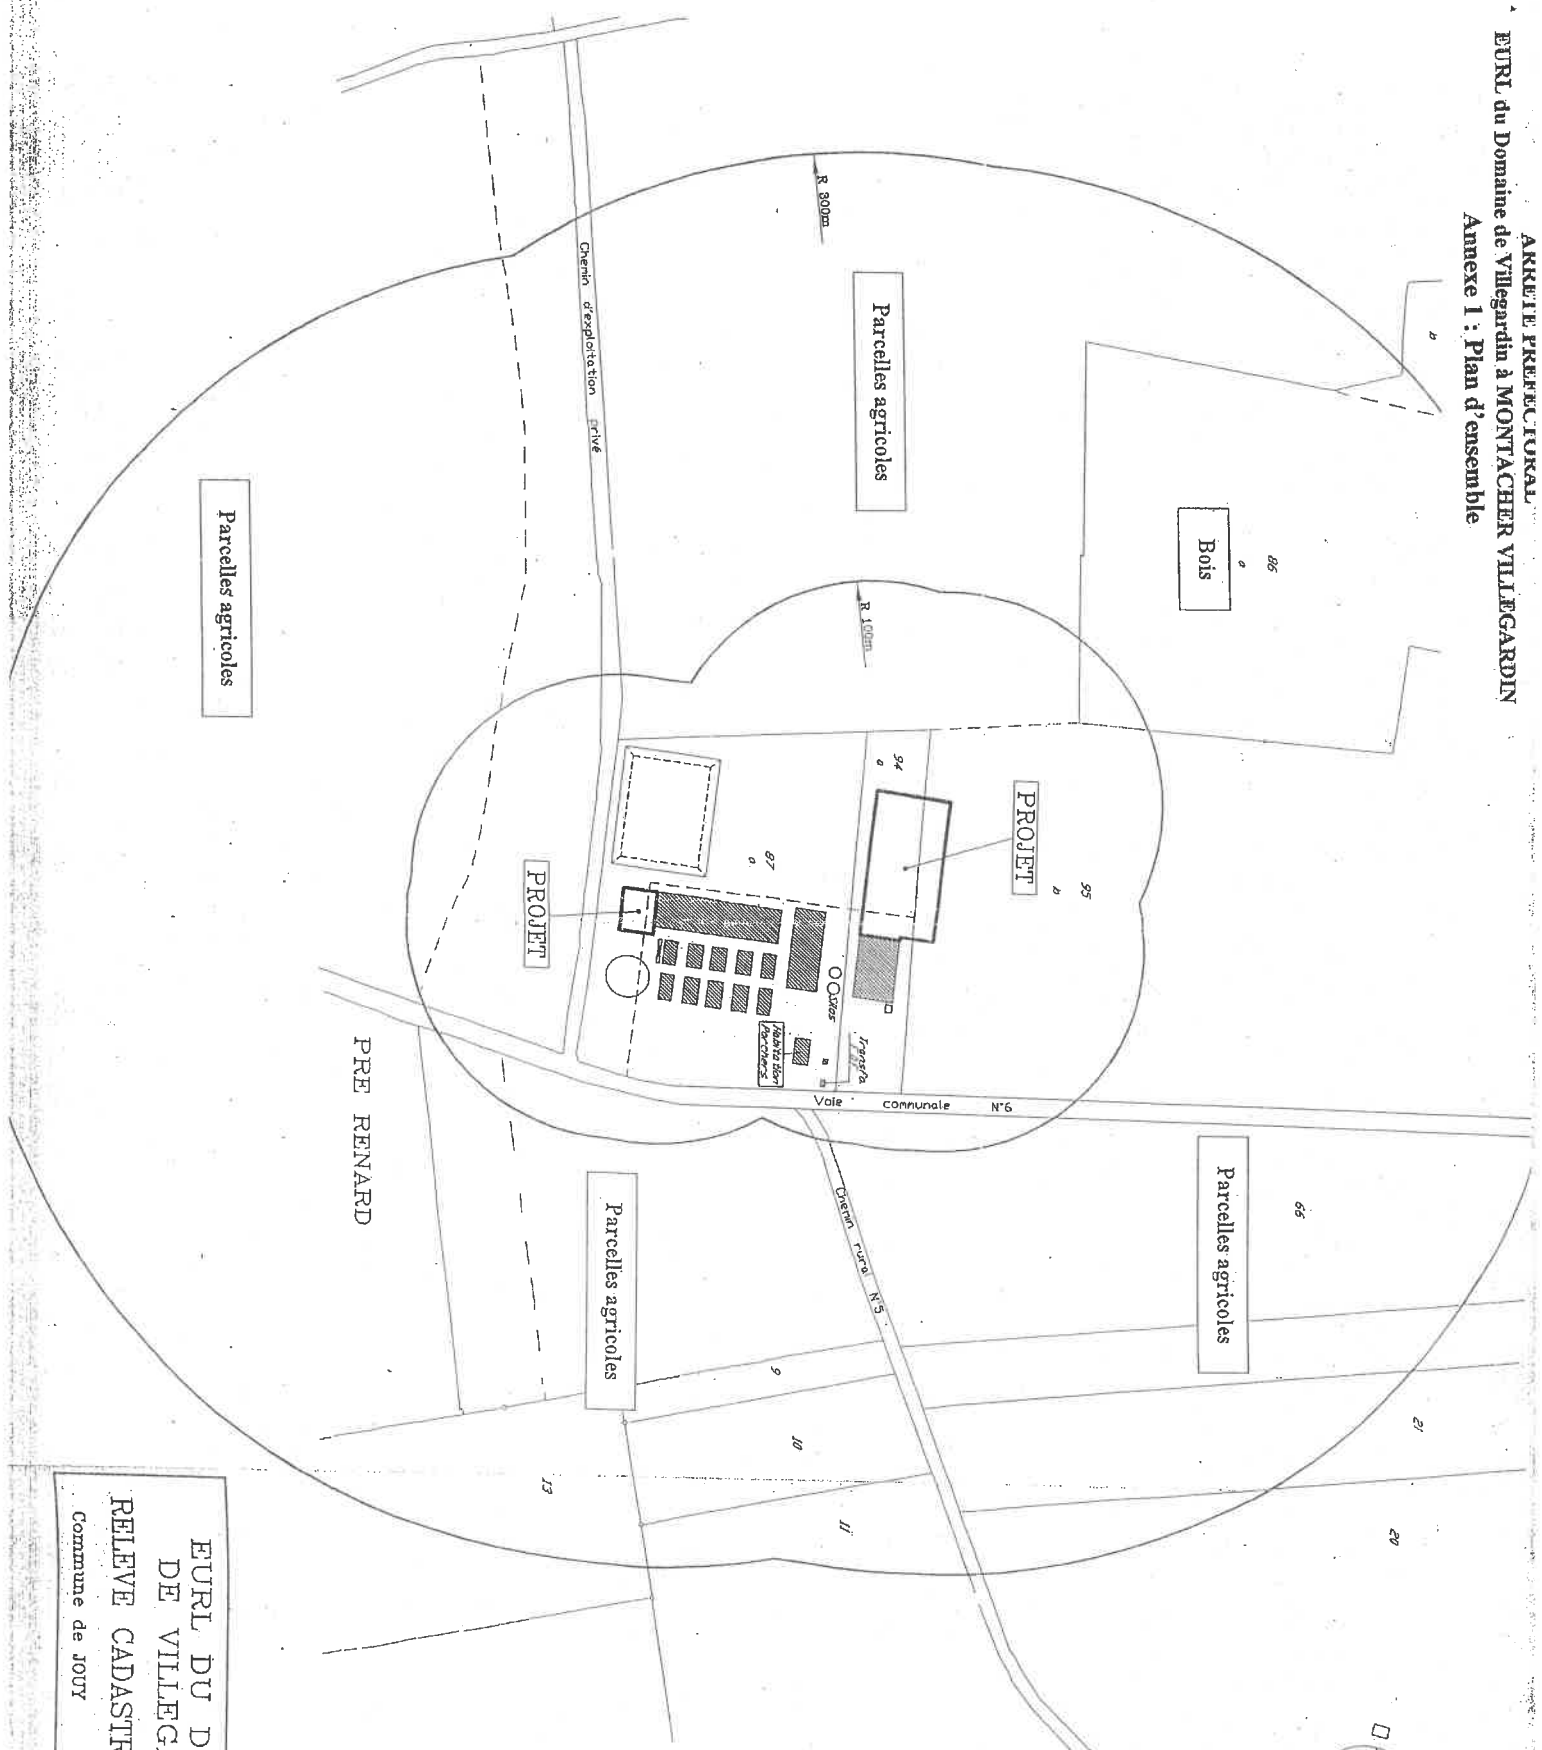 ARRETE PREFECTORAL
EURL du Domaine de Villegardin à MONTACHER VILLEGARDIN
Annexe 1 : Plan d'ensemble
b
86
a
Bois
R 300m
Parcelles agricoles
Chemin d'exploitation privé
Parcelles agricoles
R 100m
94
a
PROJET
95
b
87
a
PROJET
Silos
Transfo
Habitation
Porchers
Voie communale N°6
PRE RENARD
Parcelles agricoles
Parcelles agricoles
66
Chemin rural N°5
9
10
11
13
21
20
EURL DU D
DE VILLEG
RELEVE CADASTR
Commune de JOUY